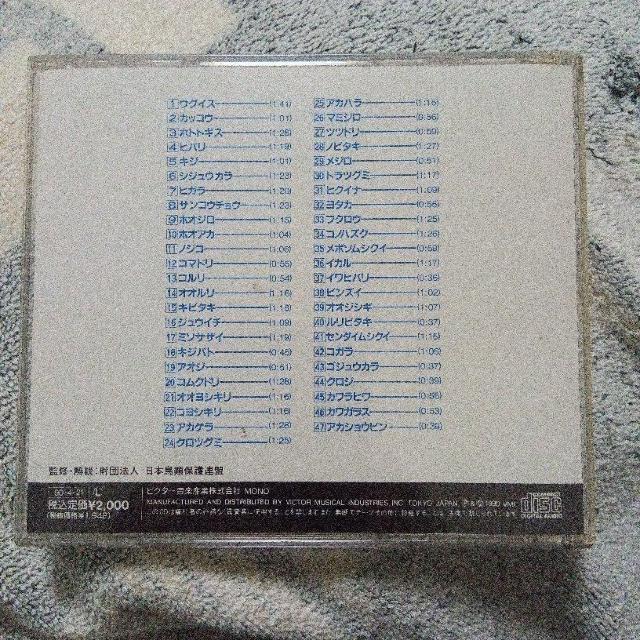 1 ウグイス (1:41)
2 カッコウ (1:01)
3 ホトトギス (1:28)
4 ヒバリ (1:19)
5 キジ (1:01)
6 シジュウカラ (1:23)
7 ヒガラ (1:20)
8 サンコウチョウ (1:23)
9 ホオジロ (1:15)
10 ホオアカ (1:04)
11 ノジコ (1:06)
12 コマドリ (0:55)
13 コルリ (0:54)
14 オオルリ (1:16)
15 キビタキ (1:18)
16 ジュウイチ (1:09)
17 ミソサザイ (1:19)
18 キジバト (0:45)
19 アオジ (0:51)
20 コムクドリ (1:28)
21 オオヨシキリ (1:16)
22 コヨシキリ (1:16)
23 アカゲラ (1:28)
24 クロツグミ (1:25)
25 アカハラ (1:15)
26 マミジロ (0:56)
27 ツツドリ (0:59)
28 ノビタキ (1:27)
29 メジロ (0:51)
30 トラツグミ (1:17)
31 ヒクイナ (1:09)
32 ヨタカ (0:56)
33 フクロウ (1:25)
34 コノハズク (1:26)
35 メボソムシクイ (0:59)
36 イカル (1:17)
37 イワヒバリ (0:36)
38 ビンズイ (1:02)
39 オオジシギ (1:07)
40 ルリビタキ (0:37)
41 センダイムシクイ (1:15)
42 コガラ (1:05)
43 ゴジュウカラ (0:37)
44 クロジ (0:39)
45 カワラヒワ (0:55)
46 カワガラス (0:53)
47 アカショウビン (0:39)
監修・解説:財団法人 日本鳥類保護連盟
税込定価¥2,000
ビクター音楽産業株式会社 MONO
MANUFACTURED AND DISTRIBUTED BY VICTOR MUSICAL INDUSTRIES, INC. TOKYO, JAPAN.
COMPACT disc DIGITAL AUDIO